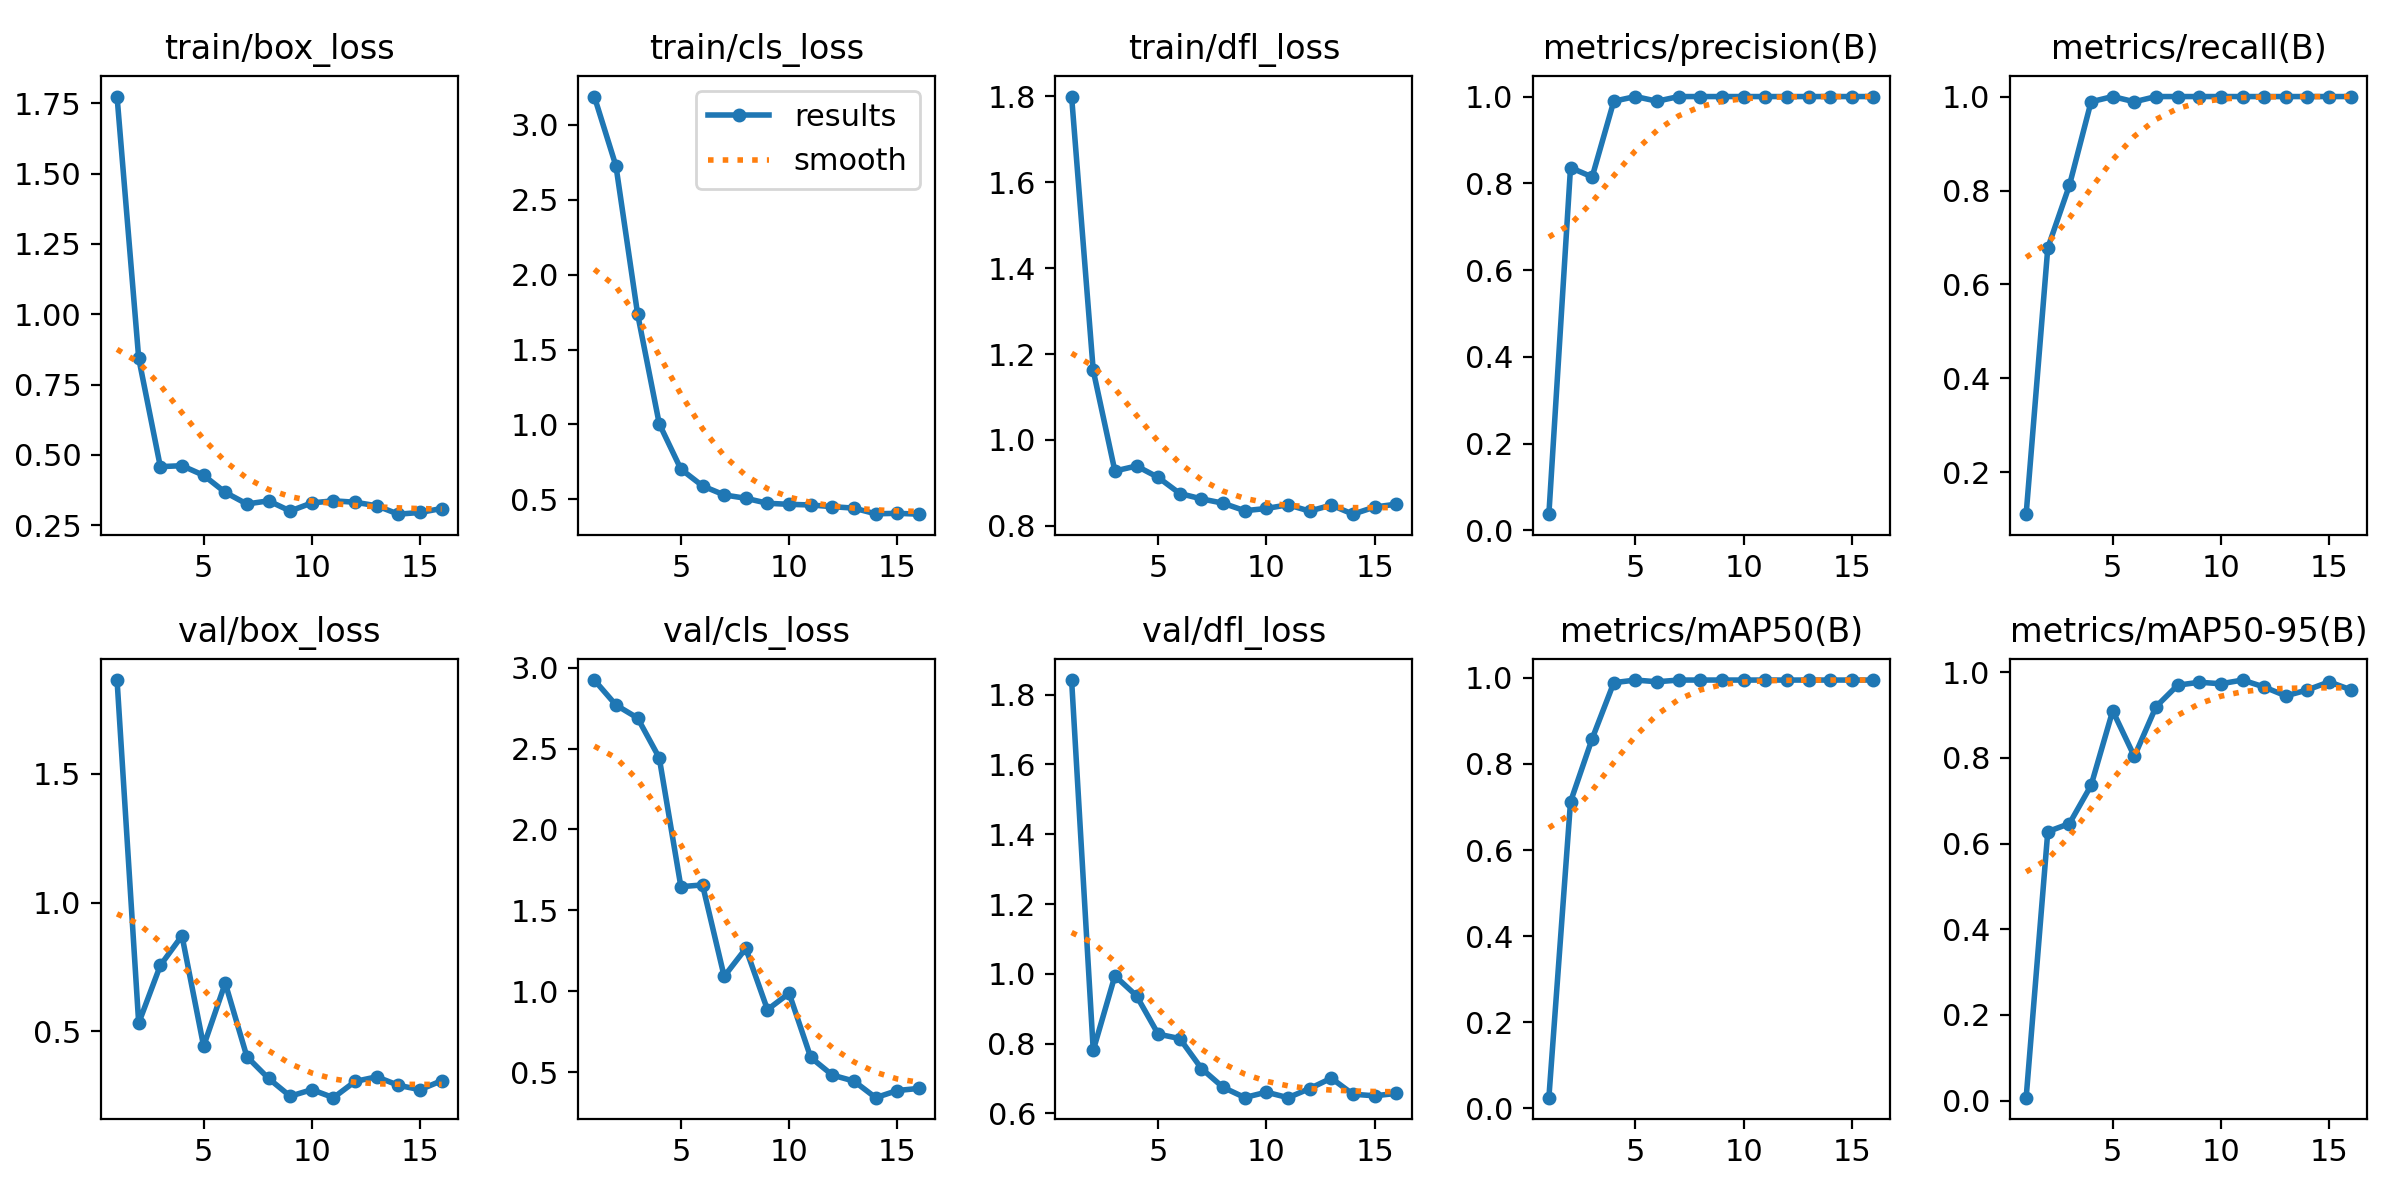 train/box_loss
1.75
1.50
1.25
1.00
0.75
0.50
0.25
5 10 15
train/cls_loss
results
smooth
3.0
2.5
2.0
1.5
1.0
0.5
5 10 15
train/dfl_loss
1.8
1.6
1.4
1.2
1.0
0.8
5 10 15
metrics/precision(B)
1.0
0.8
0.6
0.4
0.2
0.0
5 10 15
metrics/recall(B)
1.0
0.8
0.6
0.4
0.2
5 10 15
val/box_loss
1.5
1.0
0.5
5 10 15
val/cls_loss
3.0
2.5
2.0
1.5
1.0
0.5
5 10 15
val/dfl_loss
1.8
1.6
1.4
1.2
1.0
0.8
0.6
5 10 15
metrics/mAP50(B)
1.0
0.8
0.6
0.4
0.2
0.0
5 10 15
metrics/mAP50-95(B)
1.0
0.8
0.6
0.4
0.2
0.0
5 10 15